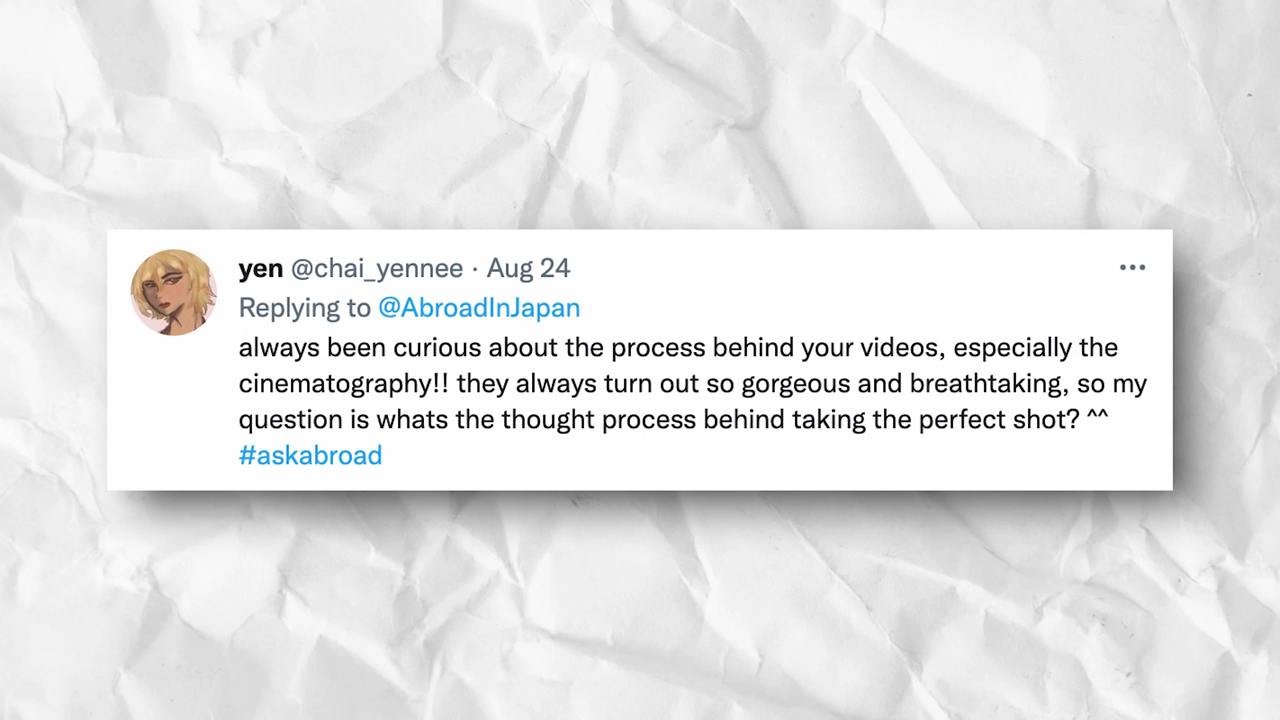 yen @chai_yennee · Aug 24
Replying to @AbroadInJapan
always been curious about the process behind your videos, especially the
cinematography!! they always turn out so gorgeous and breathtaking, so my
question is whats the thought process behind taking the perfect shot? ^^
#askabroad